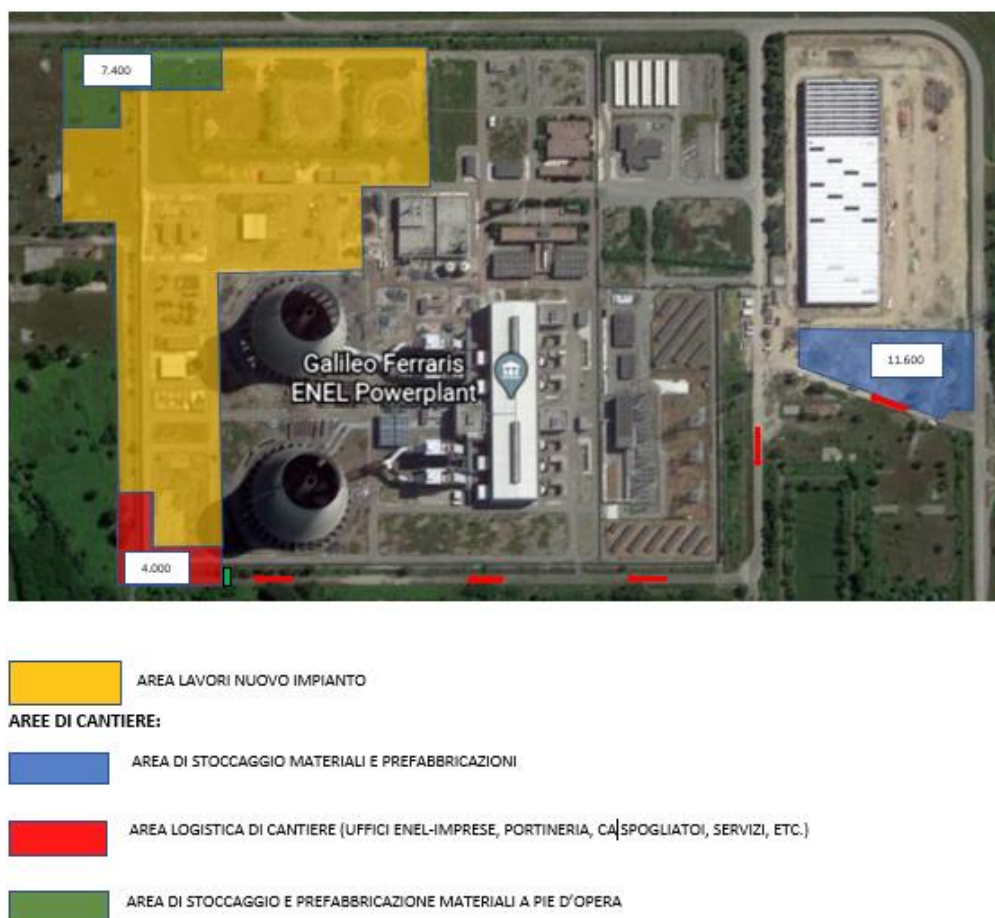 7.400
11.600
Galileo Ferraris
ENEL Powerplant
4.000
AREA LAVORI NUOVO IMPIANTO
AREE DI CANTIERE:
AREA DI STOCCAGGIO MATERIALI E PREFABBRICAZIONI
AREA LOGISTICA DI CANTIERE (UFFICI ENEL-IMPRESE, PORTINERIA, CA SPOGLIATOI, SERVIZI, ETC.)
AREA DI STOCCAGGIO E PREFABBRICAZIONE MATERIALI A PIE D'OPERA